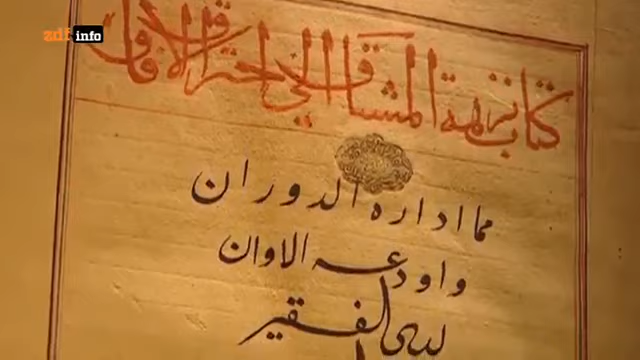 zdf info
كتاب نزهة المشتاق الى اختراق الافاق
مما اداره الدوران
واودعه الاوان
لدى الفقير